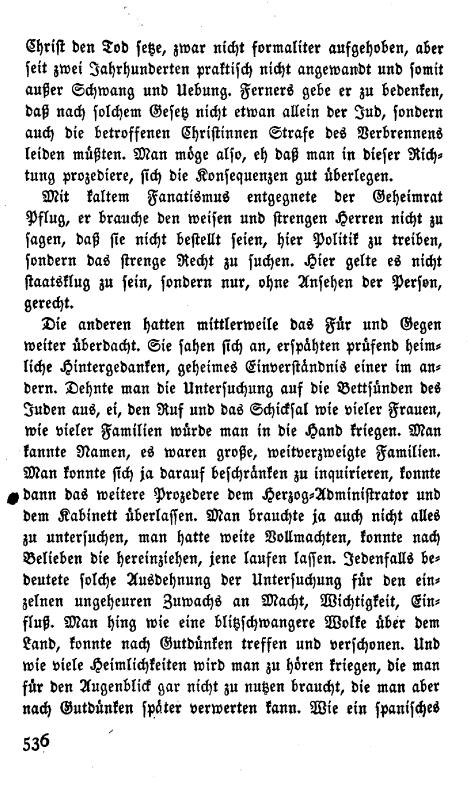 Christ den Tod setze, zwar nicht formaliter aufgehoben, aber
seit zwei Jahrhunderten praktisch nicht angewandt und somit
außer Schwang und Uebung. Ferners gebe er zu bedenken,
daß nach solchem Gesetz nicht etwan allein der Jud, sondern
auch die betroffenen Christinnen Strafe des Verbrennens
leiden müßten. Man möge also, eh daß man in dieser Rich-
tung prozediere, sich die Konsequenzen gut überlegen.
Mit kaltem Fanatismus entgegnete der Geheimrat
Pflug, er brauche den weisen und strengen Herren nicht zu
sagen, daß sie nicht bestellt seien, hier Politik zu treiben,
sondern das strenge Recht zu suchen. Hier gelte es nicht
staatsklug zu sein, sondern nur, ohne Ansehen der Person,
gerecht.
Die anderen hatten mittlerweile das Für und Gegen
weiter überdacht. Sie sahen sich an, erspähten prüfend heim-
liche Hintergedanken, geheimes Einverständnis einer im an-
dern. Dehnte man die Untersuchung auf die Bettsünden des
Juden aus, ei, den Ruf und das Schicksal wie vieler Frauen,
wie vieler Familien würde man in die Hand kriegen. Man
kannte Namen, es waren große, weitverzweigte Familien.
Man konnte sich ja darauf beschränken zu inquirieren, konnte
dann das weitere Prozedere dem Herzog-Administrator und
dem Kabinett überlassen. Man brauchte ja auch nicht alles
zu untersuchen, man hatte weite Vollmachten, konnte nach
Belieben die hereinziehen, jene laufen lassen. Jedenfalls be-
deutete solche Ausdehnung der Untersuchung für den ein-
zelnen ungeheuren Zuwachs an Macht, Wichtigkeit, Ein-
fluß. Man hing wie eine blitzschwangere Wolke über dem
Land, konnte nach Gutdünken treffen und verschonen. Und
wie viele Heimlichkeiten wird man zu hören kriegen, die man
für den Augenblick gar nicht zu nutzen braucht, die man aber
nach Gutdünken später verwerten kann. Wie ein spanisches
536